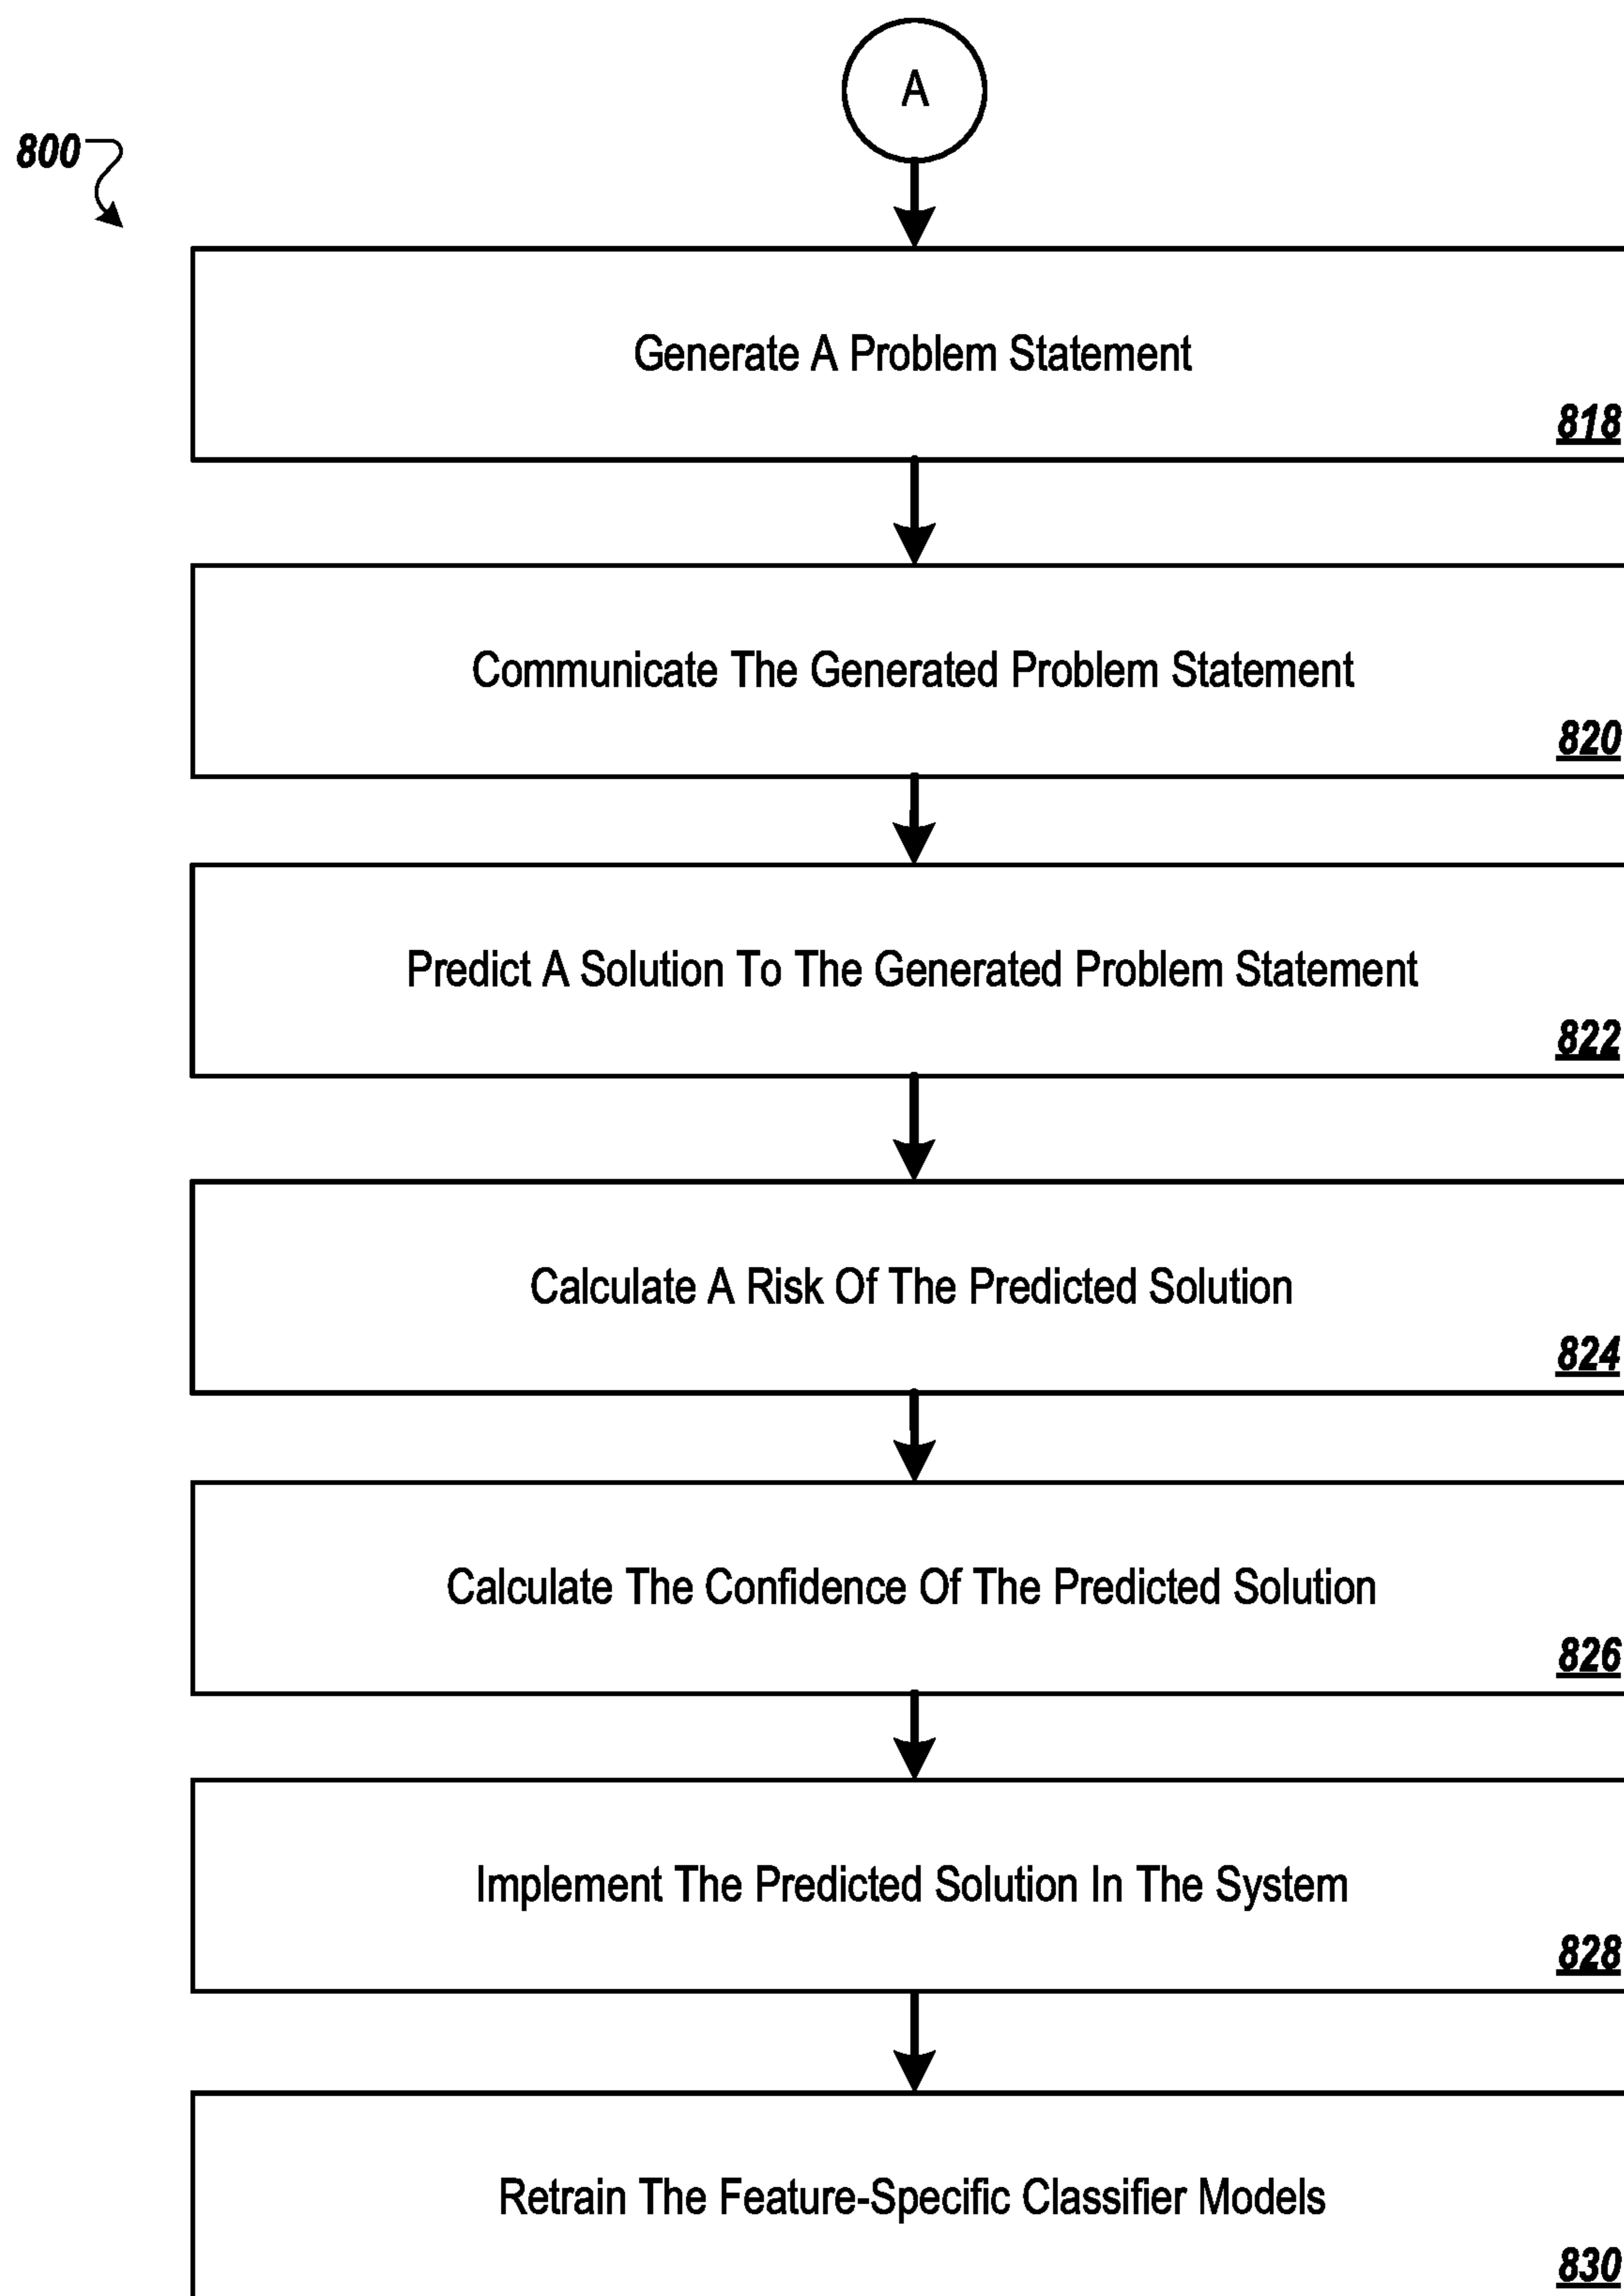 A
800
Generate A Problem Statement
818
Communicate The Generated Problem Statement
820
Predict A Solution To The Generated Problem Statement
822
Calculate A Risk Of The Predicted Solution
824
Calculate The Confidence Of The Predicted Solution
826
Implement The Predicted Solution In The System
828
Retrain The Feature-Specific Classifier Models
830